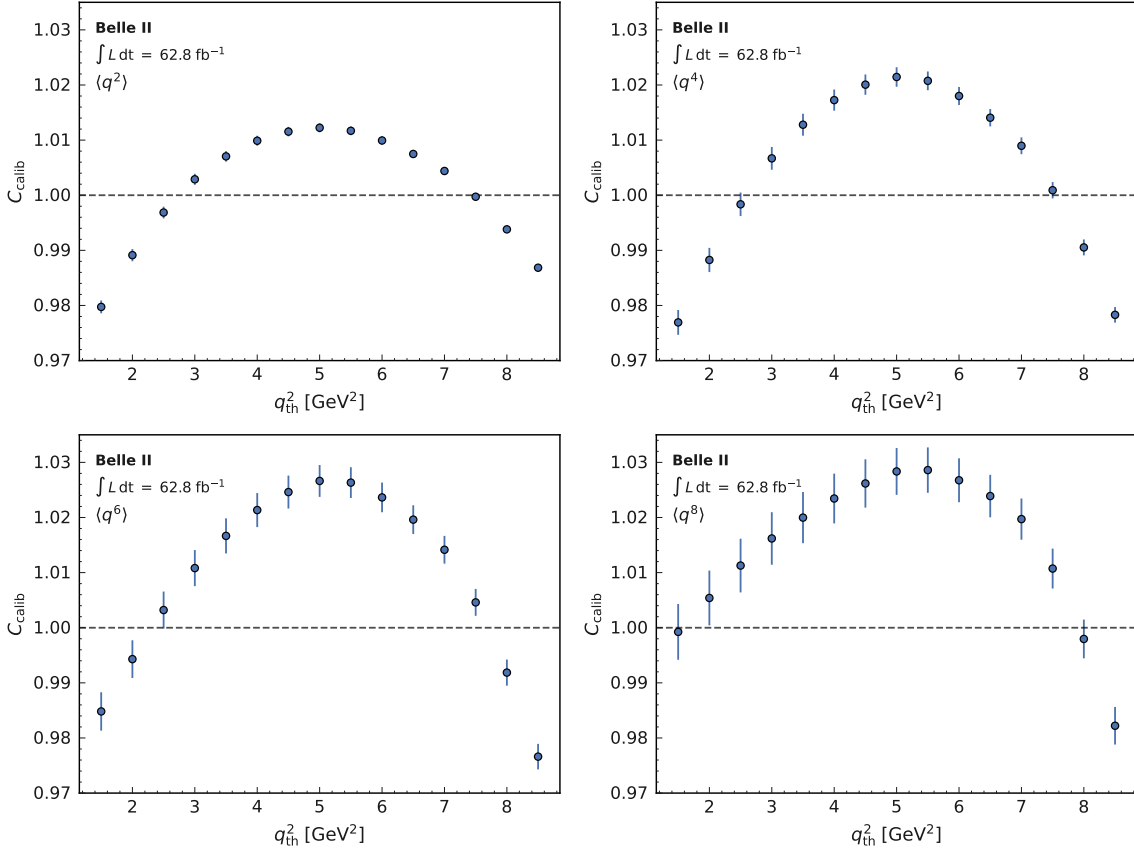 Belle II
∫ L dt = 62.8 fb⁻¹
⟨q²⟩
C_calib
1.03
1.02
1.01
1.00
0.99
0.98
0.97
2 3 4 5 6 7 8
q²_th [GeV²]
Belle II
∫ L dt = 62.8 fb⁻¹
⟨q⁴⟩
C_calib
1.03
1.02
1.01
1.00
0.99
0.98
0.97
2 3 4 5 6 7 8
q²_th [GeV²]
Belle II
∫ L dt = 62.8 fb⁻¹
⟨q⁶⟩
C_calib
1.03
1.02
1.01
1.00
0.99
0.98
0.97
2 3 4 5 6 7 8
q²_th [GeV²]
Belle II
∫ L dt = 62.8 fb⁻¹
⟨q⁸⟩
C_calib
1.03
1.02
1.01
1.00
0.99
0.98
0.97
2 3 4 5 6 7 8
q²_th [GeV²]